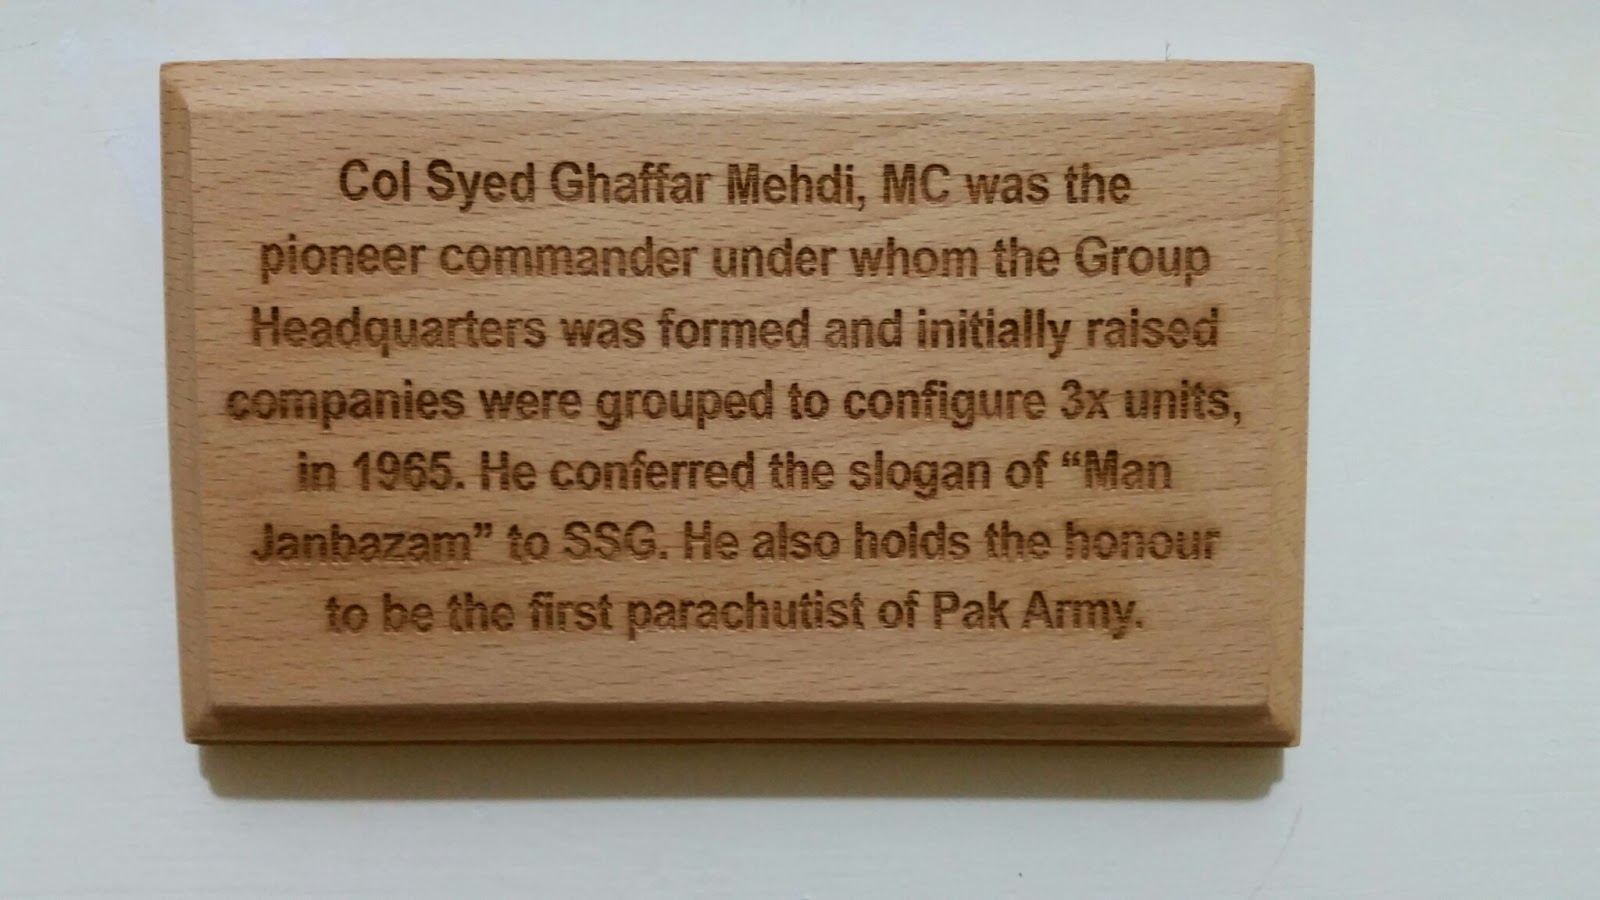 Col Syed Ghaffar Mehdi, MC was the
pioneer commander under whom the Group
Headquarters was formed and initially raised
companies were grouped to configure 3x units,
in 1965. He conferred the slogan of “Man
Janbazam” to SSG. He also holds the honour
to be the first parachutist of Pak Army.